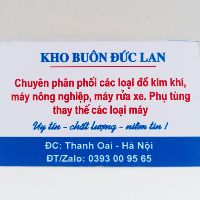 KHO BUÔN ĐỨC LAN
Chuyên phân phối các loại đồ kim khí,
máy nông nghiệp, máy rửa xe. Phụ tùng
thay thế các loại máy
Uy tín - chất lượng - niềm tin !
ĐC: Thanh Oai - Hà Nội
ĐT/Zalo: 0393 00 95 65